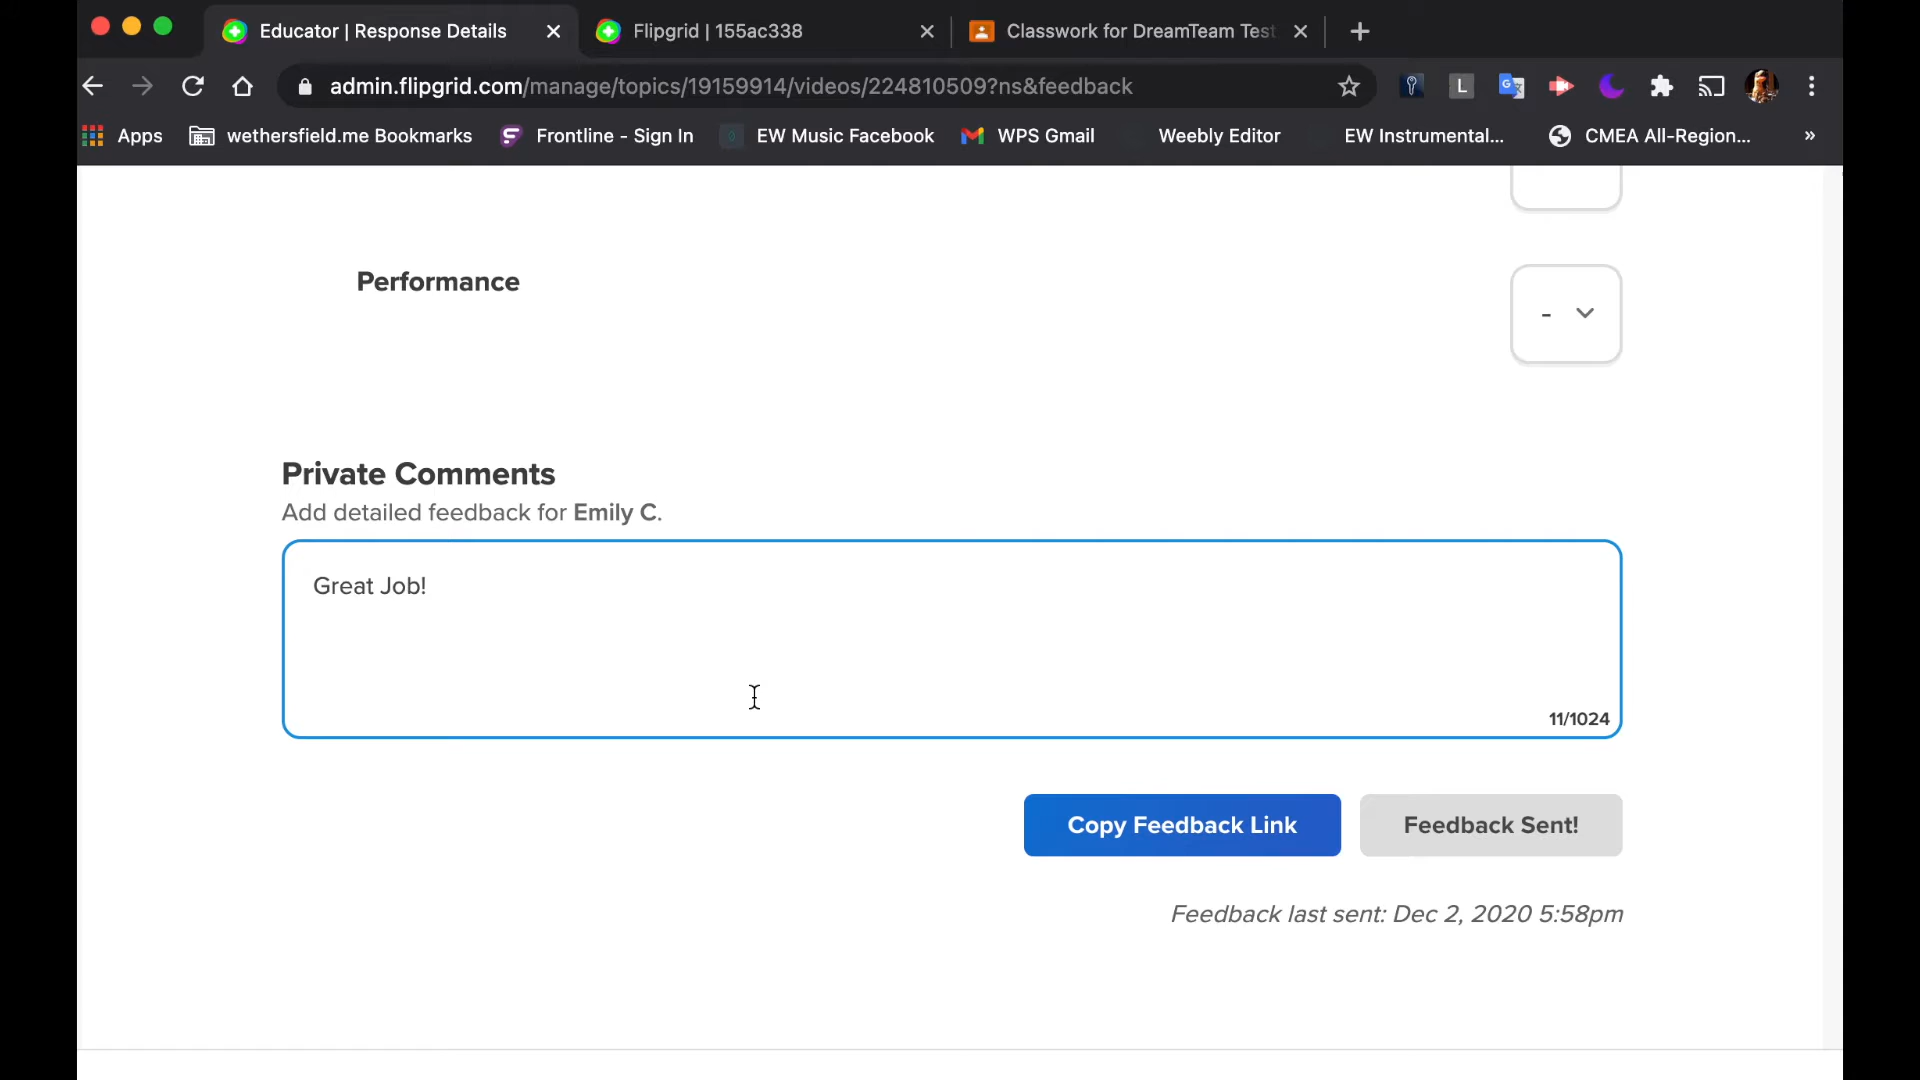 Educator | Response Details
Flipgrid | 155ac338
Classwork for DreamTeam Test
admin.flipgrid.com/manage/topics/19159914/videos/224810509?ns&feedback
L
Apps
wethersfield.me Bookmarks
Frontline - Sign In
EW Music Facebook
WPS Gmail
Weebly Editor
EW Instrumental...
CMEA All-Region...
»
Performance
-
Private Comments
Add detailed feedback for Emily C.
Great Job!
11/1024
Copy Feedback Link
Feedback Sent!
Feedback last sent: Dec 2, 2020 5:58pm